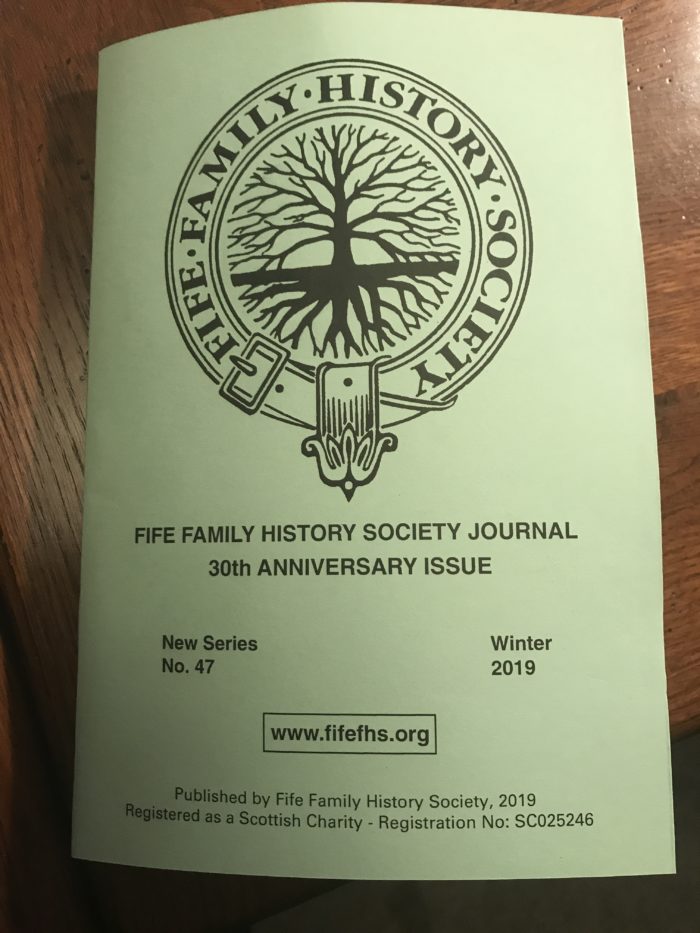 FIFE·FAMILY·HISTORY·SOCIETY
FIFE FAMILY HISTORY SOCIETY JOURNAL
30th ANNIVERSARY ISSUE
New Series
No. 47
Winter
2019
www.fifefhs.org
Published by Fife Family History Society, 2019
Registered as a Scottish Charity - Registration No: SC025246